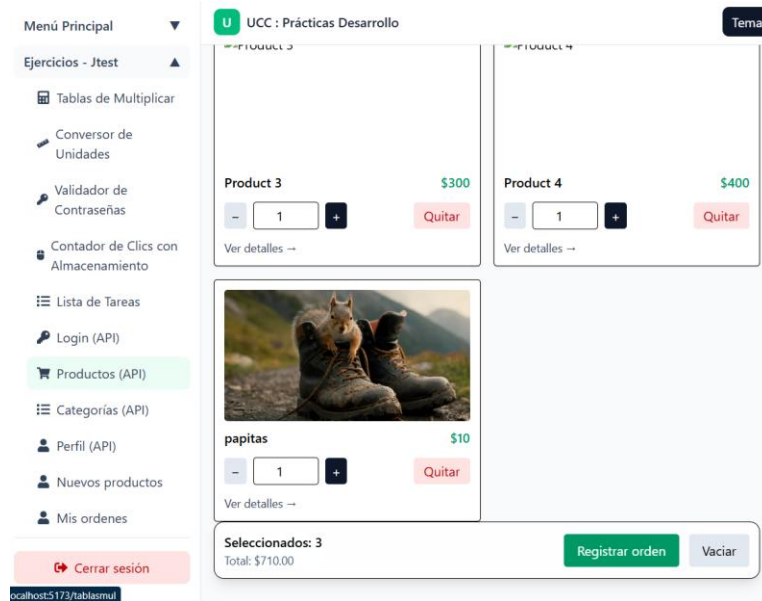 Menú Principal ▼
Ejercicios - Jtest ▲
Tablas de Multiplicar
Conversor de
Unidades
Validador de
Contraseñas
Contador de Clics con
Almacenamiento
Lista de Tareas
Login (API)
Productos (API)
Categorías (API)
Perfil (API)
Nuevos productos
Mis ordenes
Cerrar sesión
ocalhost:5173/tablasmul
U UCC : Prácticas Desarrollo
Tema
Product 3
Product 4
Product 3 $300
− 1 + Quitar
Ver detalles →
Product 4 $400
− 1 + Quitar
Ver detalles →
papitas $10
− 1 + Quitar
Ver detalles →
Seleccionados: 3
Total: $710.00
Registrar orden
Vaciar